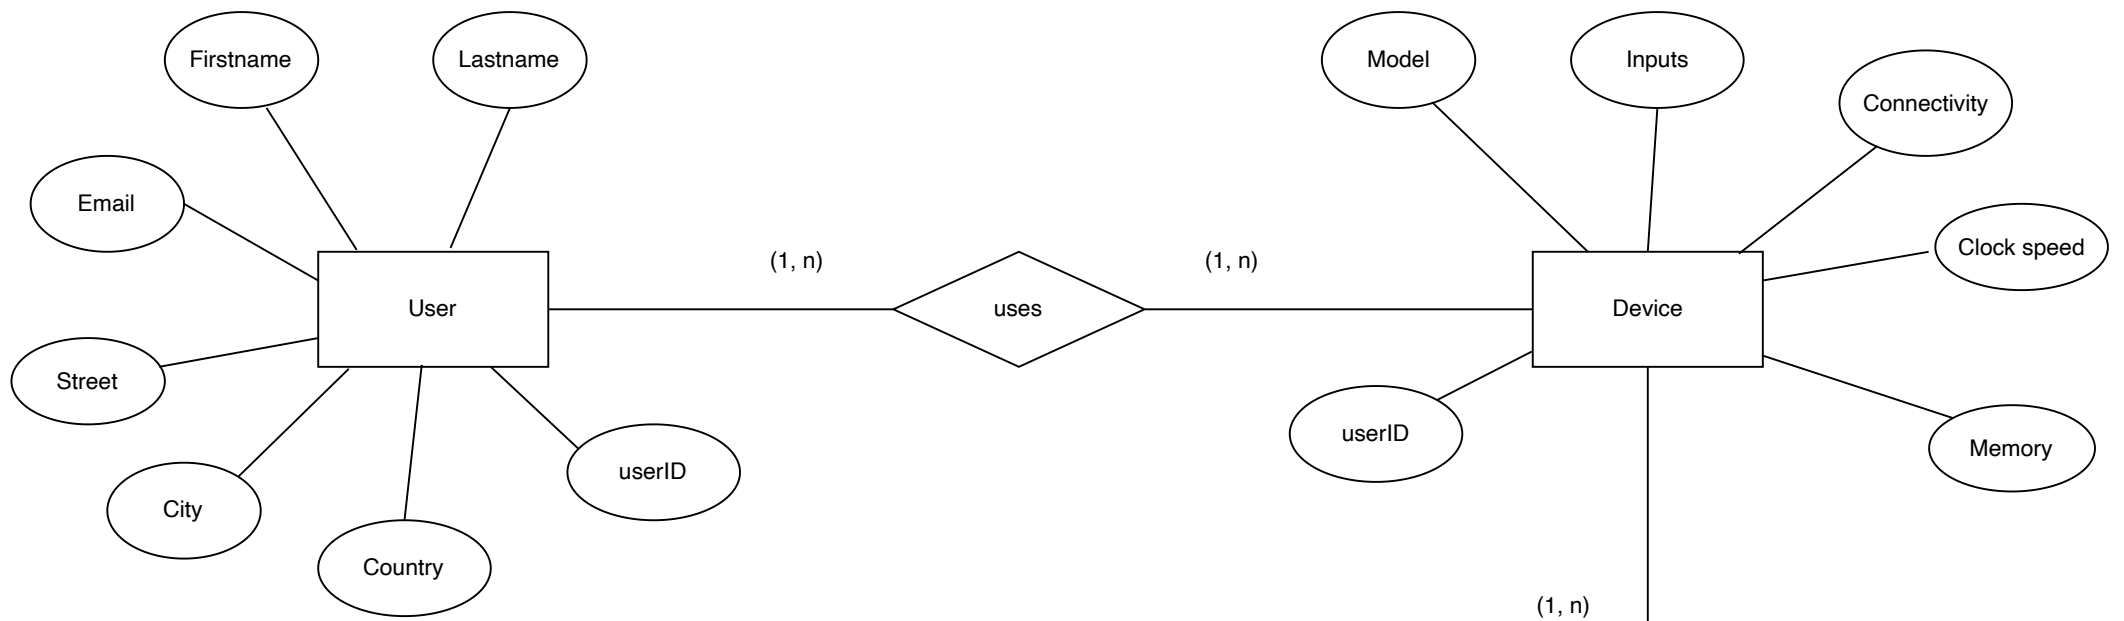 Firstname
Lastname
Model
Inputs
Connectivity
Email
Clock speed
(1, n)
(1, n)
User
uses
Device
Street
userID
Memory
userID
City
Country
(1, n)